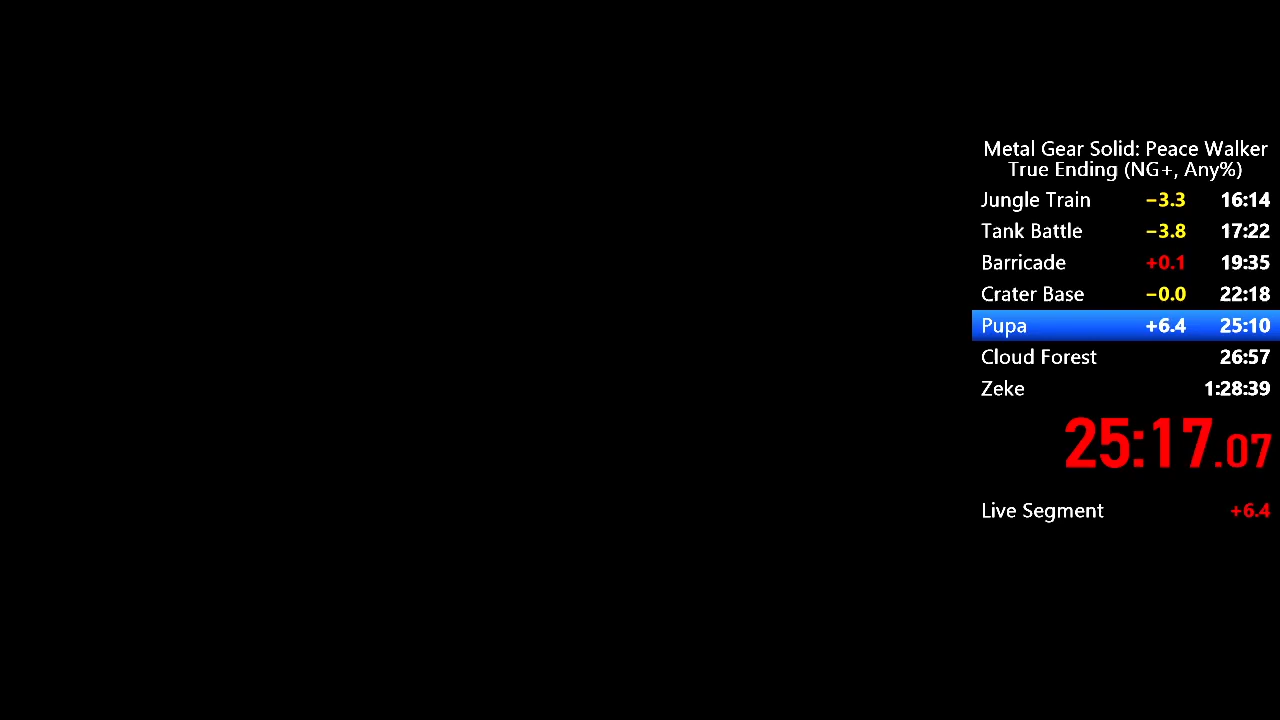 Metal Gear Solid: Peace Walker
True Ending (NG+, Any%)
Jungle Train −3.3 16:14
Tank Battle −3.8 17:22
Barricade +0.1 19:35
Crater Base −0.0 22:18
Pupa +6.4 25:10
Cloud Forest 26:57
Zeke 1:28:39
25:17.07
Live Segment +6.4